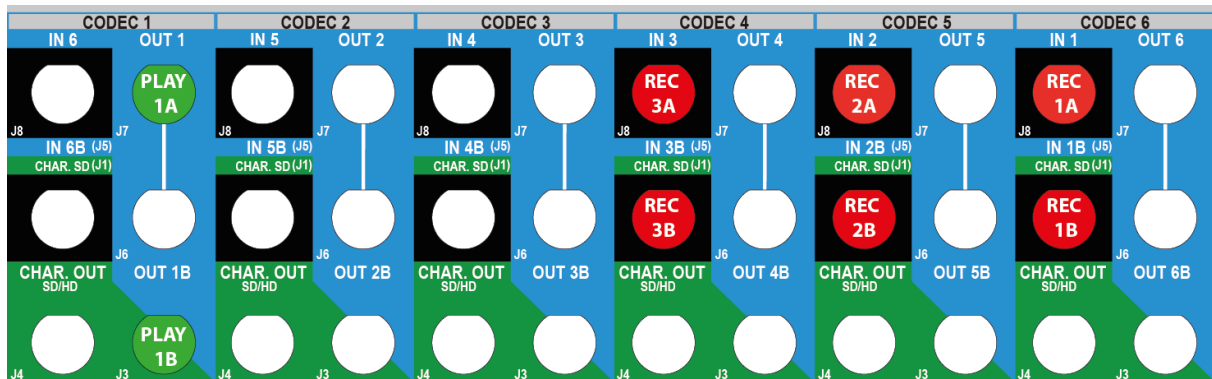 CODEC 1 CODEC 2 CODEC 3 CODEC 4 CODEC 5 CODEC 6
IN 6 OUT 1 IN 5 OUT 2 IN 4 OUT 3 IN 3 OUT 4 IN 2 OUT 5 IN 1 OUT 6
PLAY REC REC REC
1A 3A 2A 1A
J8 J7 J8 J7 J8 J7 J8 J7 J8 J7 J8 J7
IN 6B (J5) IN 5B (J5) IN 4B (J5) IN 3B (J5) IN 2B (J5) IN 1B (J5)
CHAR. SD (J1) CHAR. SD (J1) CHAR. SD (J1) CHAR. SD (J1) CHAR. SD (J1) CHAR. SD (J1)
REC REC REC
3B 2B 1B
J6 J6 J6 J6 J6 J6
CHAR. OUT OUT 1B CHAR. OUT OUT 2B CHAR. OUT OUT 3B CHAR. OUT OUT 4B CHAR. OUT OUT 5B CHAR. OUT OUT 6B
SD/HD SD/HD SD/HD SD/HD SD/HD SD/HD
PLAY
1B
J4 J3 J4 J3 J4 J3 J4 J3 J4 J3 J4 J3